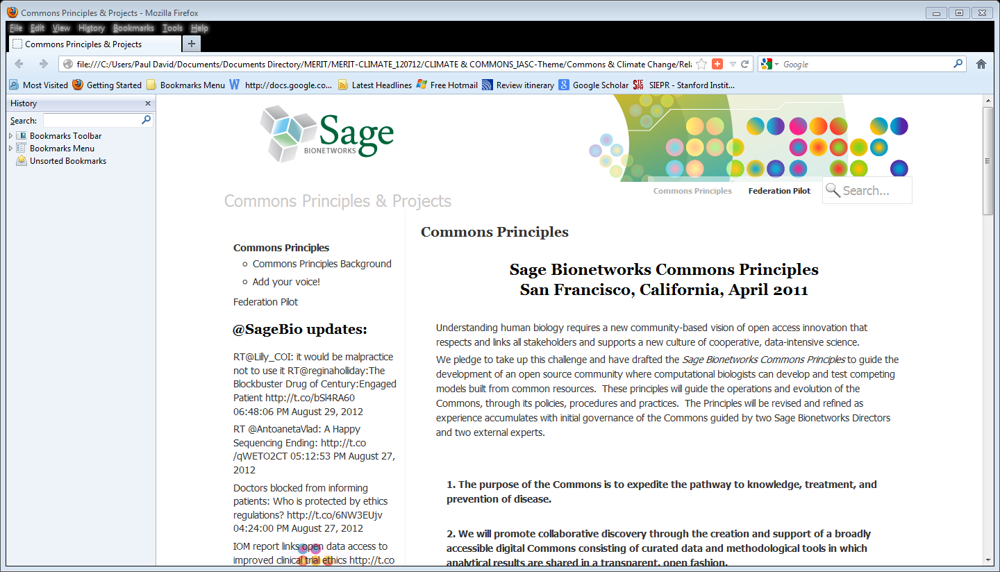 Commons Principles & Projects - Mozilla Firefox
File Edit View History Bookmarks Tools Help
Commons Principles & Projects
file:///C:/Users/Paul David/Documents/Documents Directory/MERIT/MERIT-CLIMATE_120712/CLIMATE & COMMONS_IASC-Theme/Commons & Climate Change/Rela
Google
Most Visited Getting Started Bookmarks Menu http://docs.google.co... Latest Headlines Free Hotmail Review itinerary Google Scholar SIEPR - Stanford Instit...
History
Search:
Bookmarks Toolbar
Bookmarks Menu
Unsorted Bookmarks
Sage
BIONETWORKS
Commons Principles Federation Pilot Search...
Commons Principles & Projects
Commons Principles
Commons Principles Background
Add your voice!
Federation Pilot
@SageBio updates:
RT@Lilly_COI: it would be malpractice
not to use it RT@reginaholliday:The
Blockbuster Drug of Century:Engaged
Patient http://t.co/bSl4RA60
06:48:06 PM August 29, 2012
RT @AntoanetaVlad: A Happy
Sequencing Ending: http://t.co
/qWETO2CT 05:12:53 PM August 27,
2012
Doctors blocked from informing
patients: Who is protected by ethics
regulations? http://t.co/6NW3EUjv
04:24:00 PM August 27, 2012
IOM report links open data access to
improved clinical trial ethics http://t.co
Commons Principles
Sage Bionetworks Commons Principles
San Francisco, California, April 2011
Understanding human biology requires a new community-based vision of open access innovation that
respects and links all stakeholders and supports a new culture of cooperative, data-intensive science.
We pledge to take up this challenge and have drafted the Sage Bionetworks Commons Principles to guide the
development of an open source community where computational biologists can develop and test competing
models built from common resources.  These principles will guide the operations and evolution of the
Commons, through its policies, procedures and practices.  The Principles will be revised and refined as
experience accumulates with initial governance of the Commons guided by two Sage Bionetworks Directors
and two external experts.
1. The purpose of the Commons is to expedite the pathway to knowledge, treatment, and
prevention of disease.
2. We will promote collaborative discovery through the creation and support of a broadly
accessible digital Commons consisting of curated data and methodological tools in which
analytical results are shared in a transparent, open fashion.